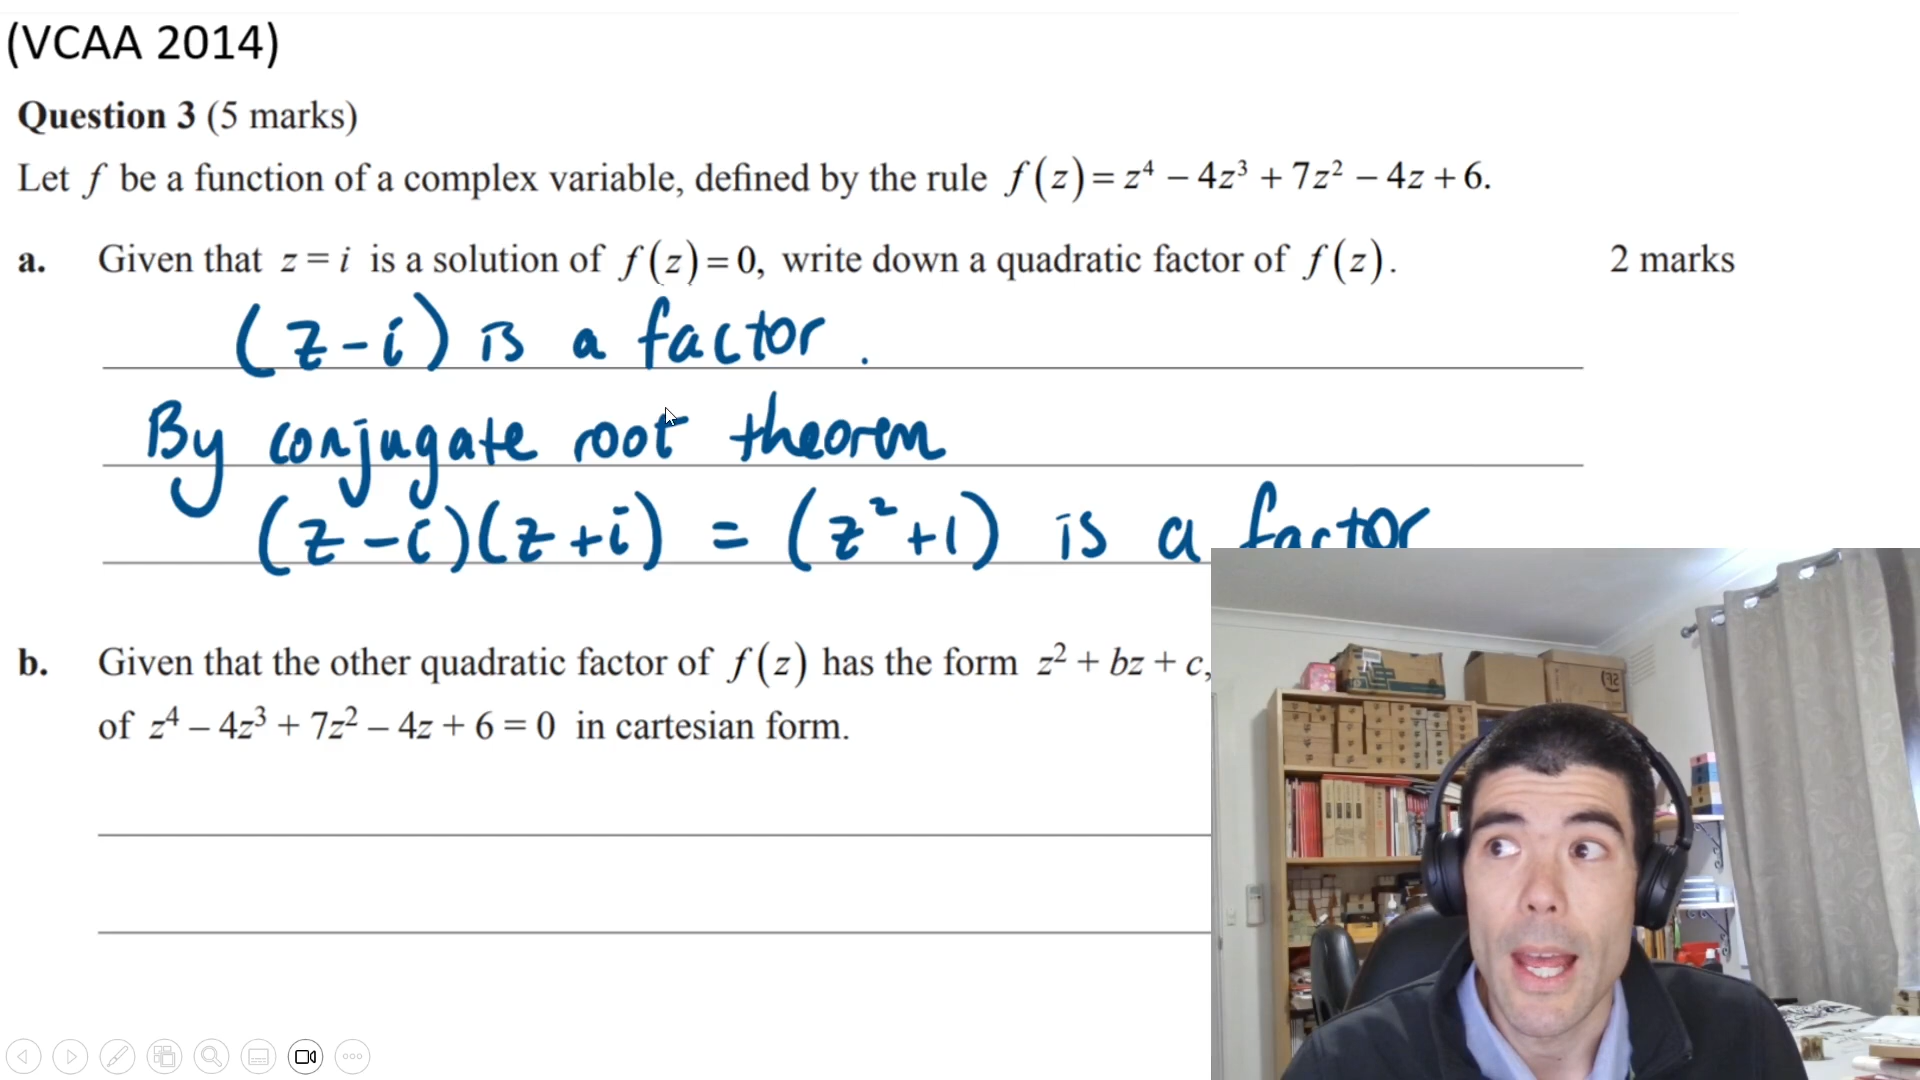 (VCAA 2014)
Question 3 (5 marks)
Let f be a function of a complex variable, defined by the rule f(z) = z⁴ − 4z³ + 7z² − 4z + 6.
a. Given that z = i is a solution of f(z) = 0, write down a quadratic factor of f(z). 2 marks
(z-i) is a factor.
By conjugate root theorem
(z-i)(z+i) = (z²+1) is a factor
b. Given that the other quadratic factor of f(z) has the form z² + bz + c,
of z⁴ − 4z³ + 7z² − 4z + 6 = 0 in cartesian form.